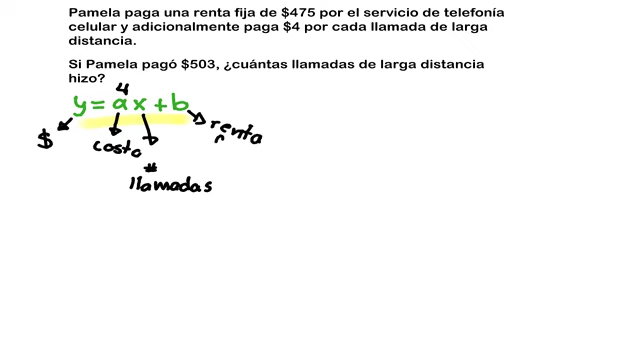 Pamela paga una renta fija de $475 por el servicio de telefonía
celular y adicionalmente paga $4 por cada llamada de larga
distancia.
Si Pamela pagó $503, ¿cuántas llamadas de larga distancia
hizo?
4
y = a x + b
$
costo
renta
#
llamadas